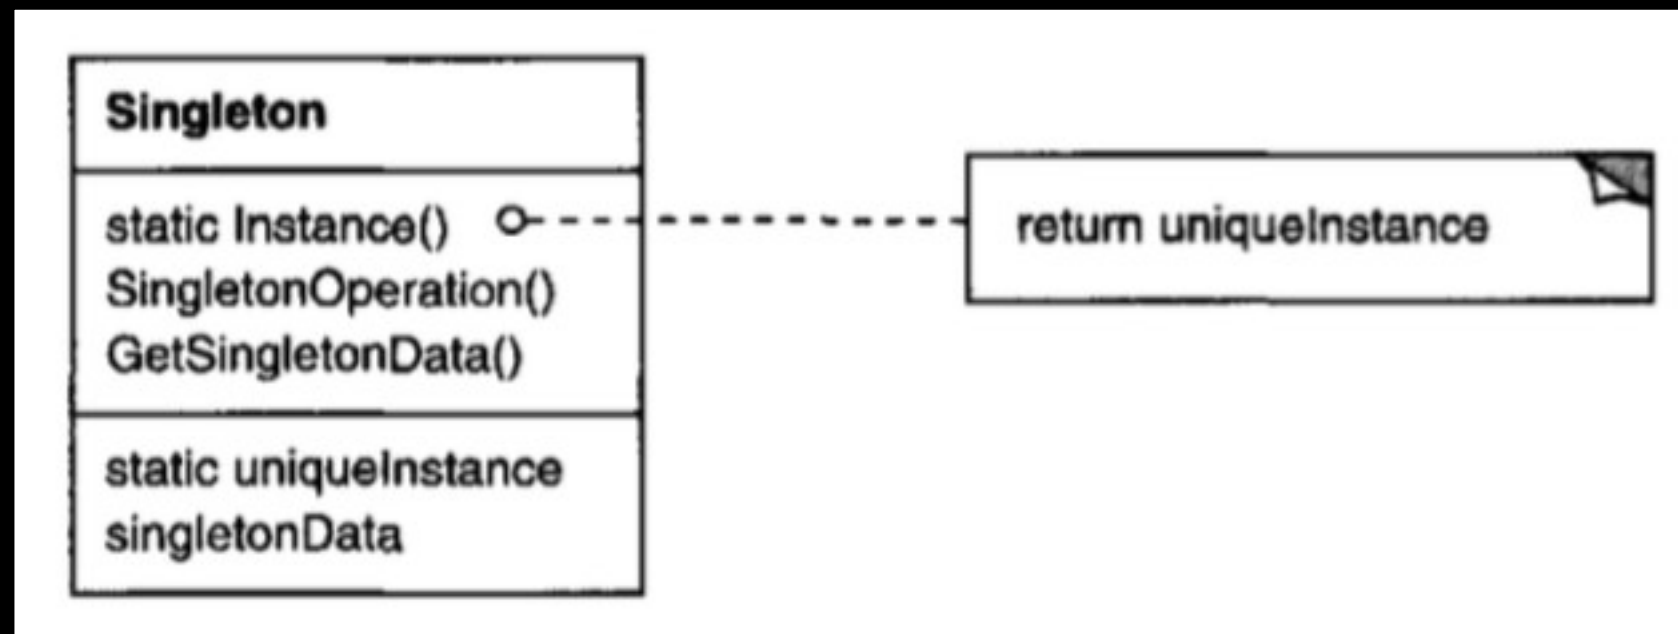 Singleton
static Instance()
SingletonOperation()
GetSingletonData()
static uniqueInstance
singletonData
return uniqueInstance